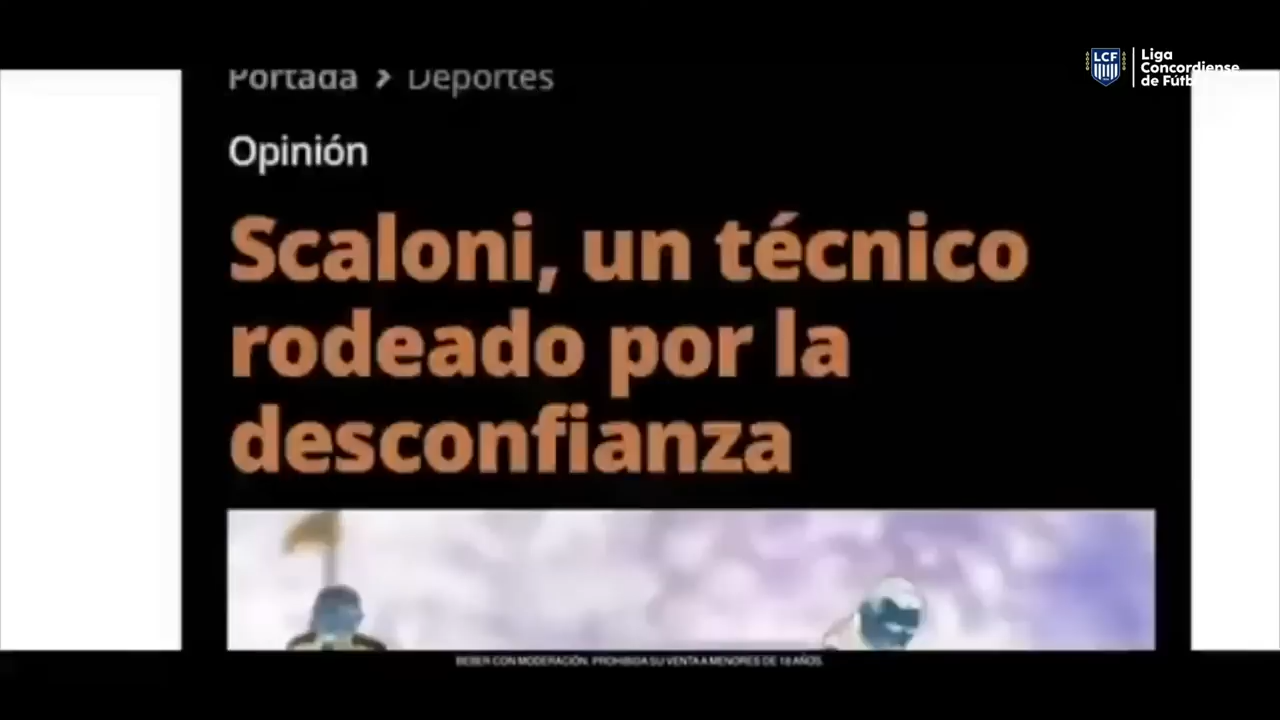 Portada > Deportes
LCF
Liga
Concordiense
de Fútbol
Opinión
Scaloni, un técnico
rodeado por la
desconfianza
BEBER CON MODERACIÓN. PROHIBIDA SU VENTA A MENORES DE 18 AÑOS.